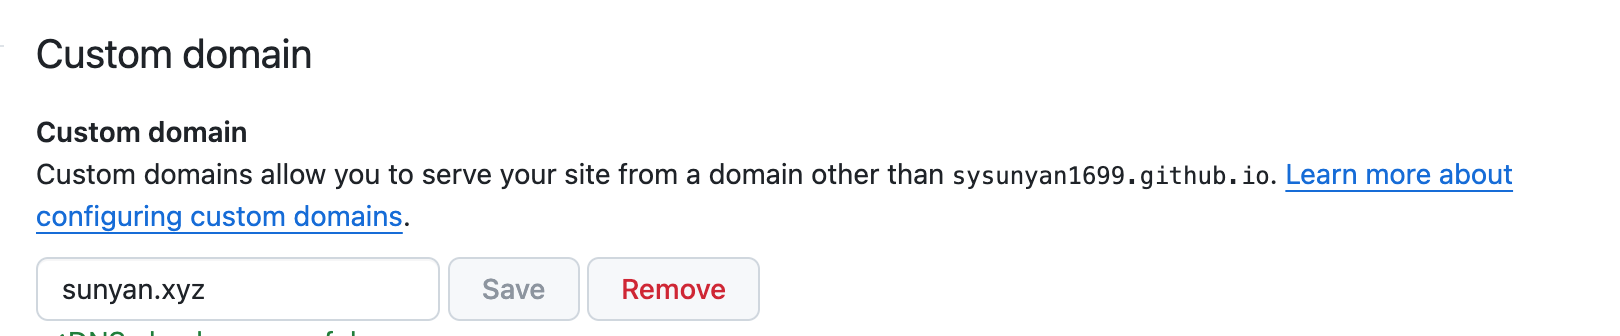 Custom domain
Custom domain
Custom domains allow you to serve your site from a domain other than sysunyan1699.github.io. Learn more about
configuring custom domains.
sunyan.xyz Save Remove